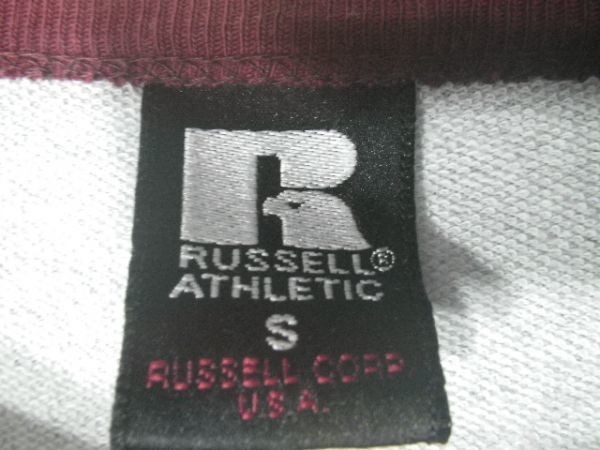 R
RUSSELL®
ATHLETIC
S
RUSSELL CORP
U.S.A.